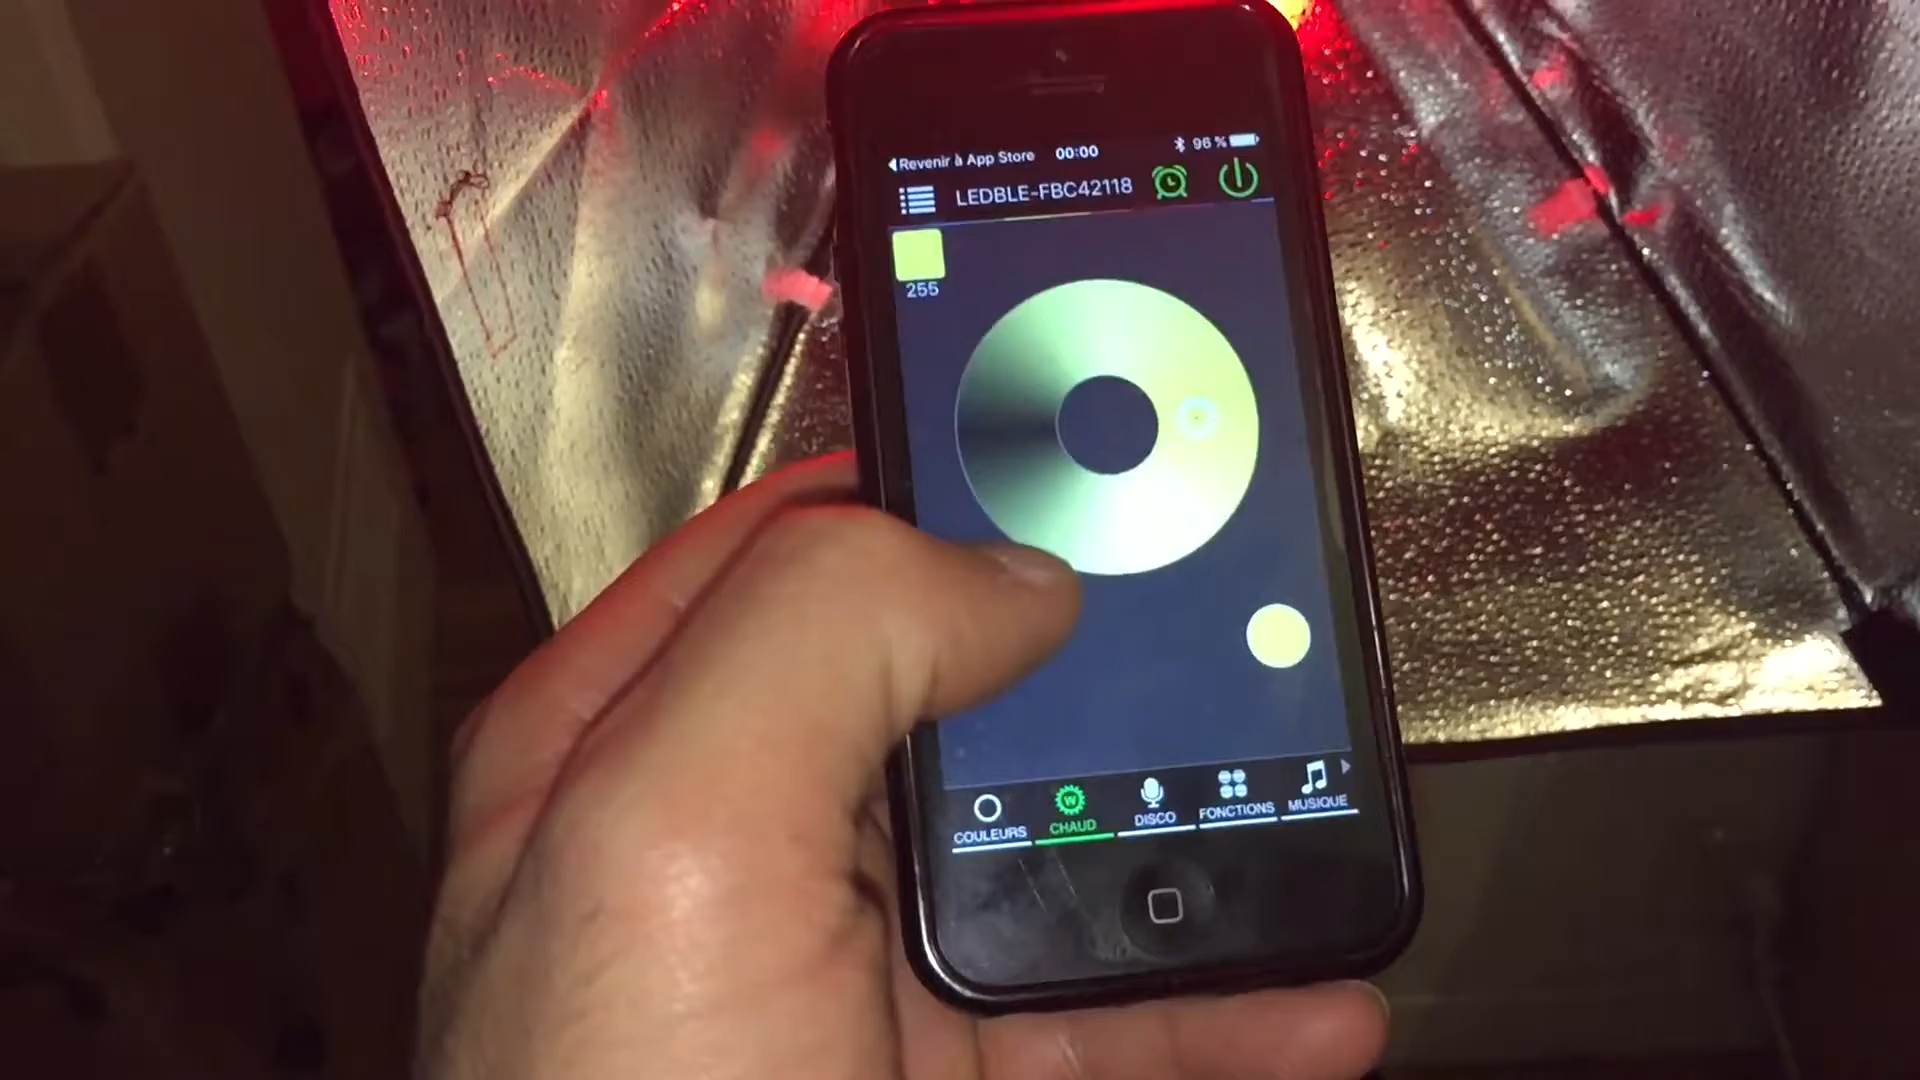 Revenir à App Store 00:00 96 %
LEDBLE-FBC42118
255
W
COULEURS CHAUD DISCO FONCTIONS MUSIQUE